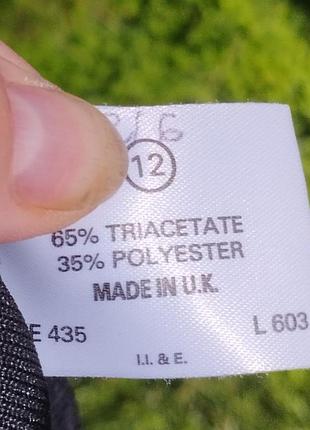 12
65% TRIACETATE
35% POLYESTER
MADE IN U.K.
E 435 L 603
I.I. & E.